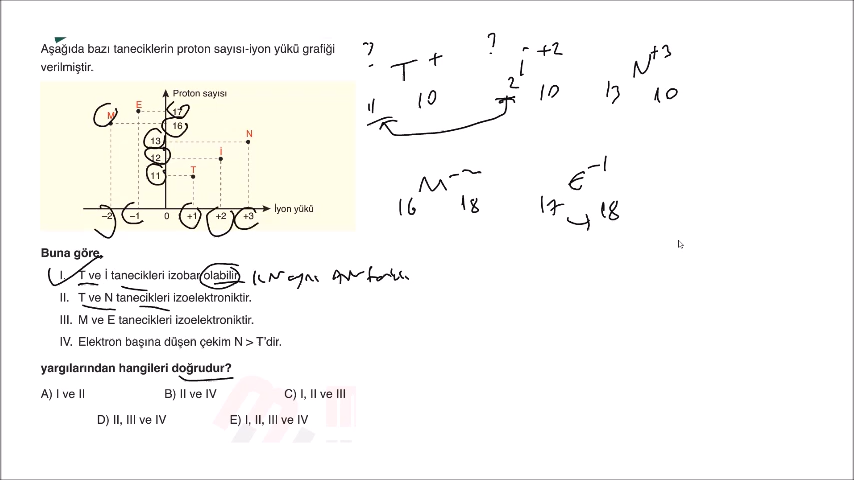 Aşağıda bazı taneciklerin proton sayısı-iyon yükü grafiği
verilmiştir.
Proton sayısı
E
17
M
16
13
N
12
İ
11
T
–2 –1 0 +1 +2 +3
İyon yükü
Buna göre,
I. T ve İ tanecikleri izobar olabilir.
II. T ve N tanecikleri izoelektroniktir.
III. M ve E tanecikleri izoelektroniktir.
IV. Elektron başına düşen çekim N > T'dir.
yargılarından hangileri doğrudur?
A) I ve II
B) II ve IV
C) I, II ve III
D) II, III ve IV
E) I, II, III ve IV
? T + ? i +2 N +3
11 10 12 10 13 10
M -- E -1
16 18 17 18